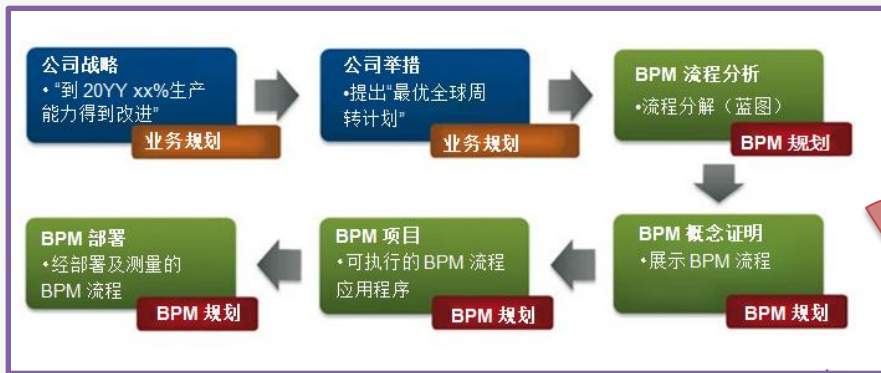 公司战略
• “到 20YY xx%生产
能力得到改进”
业务规划
公司举措
•提出“最优全球周
转计划”
业务规划
BPM 流程分析
•流程分解（蓝图）
BPM 规划
BPM 概念证明
•展示 BPM 流程
BPM 规划
BPM 项目
•可执行的 BPM 流程
应用程序
BPM 规划
BPM 部署
•经部署及测量的
BPM 流程
BPM 规划